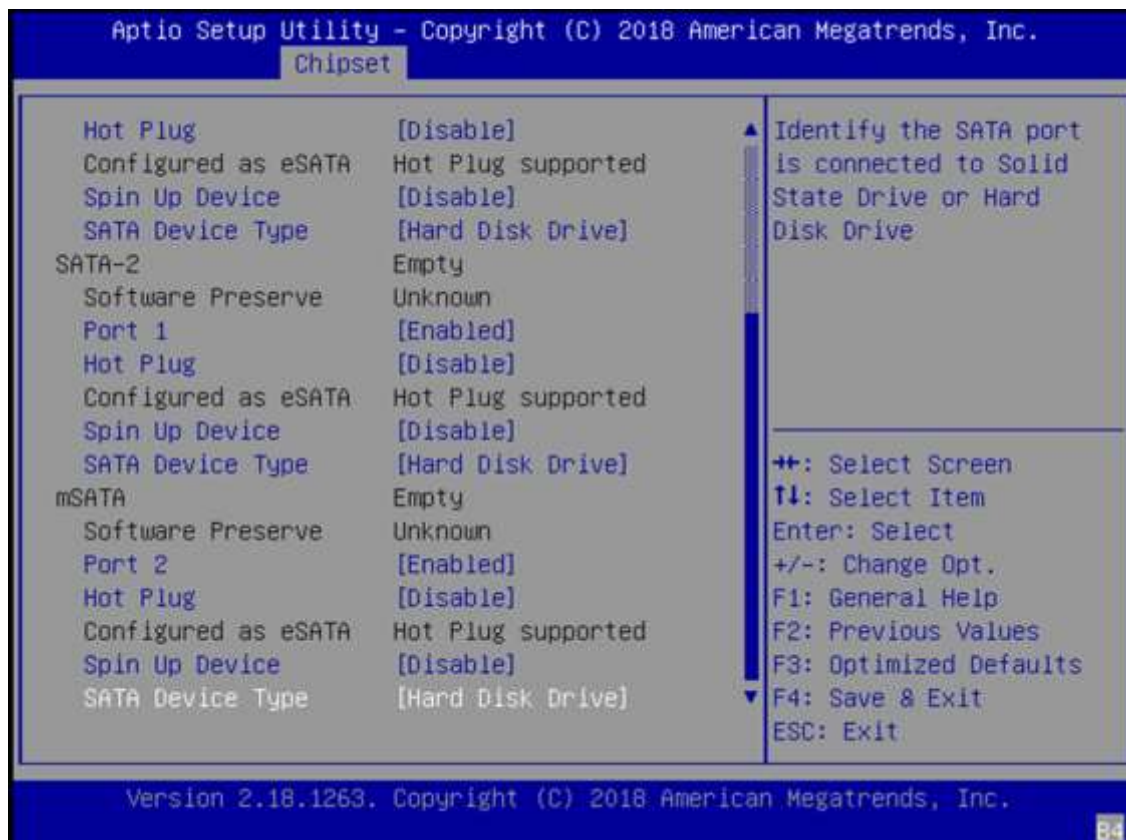 Aptio Setup Utility – Copyright (C) 2018 American Megatrends, Inc.
Chipset
Hot Plug [Disable]
Configured as eSATA Hot Plug supported
Spin Up Device [Disable]
SATA Device Type [Hard Disk Drive]
SATA-2 Empty
Software Preserve Unknown
Port 1 [Enabled]
Hot Plug [Disable]
Configured as eSATA Hot Plug supported
Spin Up Device [Disable]
SATA Device Type [Hard Disk Drive]
mSATA Empty
Software Preserve Unknown
Port 2 [Enabled]
Hot Plug [Disable]
Configured as eSATA Hot Plug supported
Spin Up Device [Disable]
SATA Device Type [Hard Disk Drive]
Identify the SATA port
is connected to Solid
State Drive or Hard
Disk Drive
→←: Select Screen
↑↓: Select Item
Enter: Select
+/-: Change Opt.
F1: General Help
F2: Previous Values
F3: Optimized Defaults
F4: Save & Exit
ESC: Exit
Version 2.18.1263. Copyright (C) 2018 American Megatrends, Inc.
B4